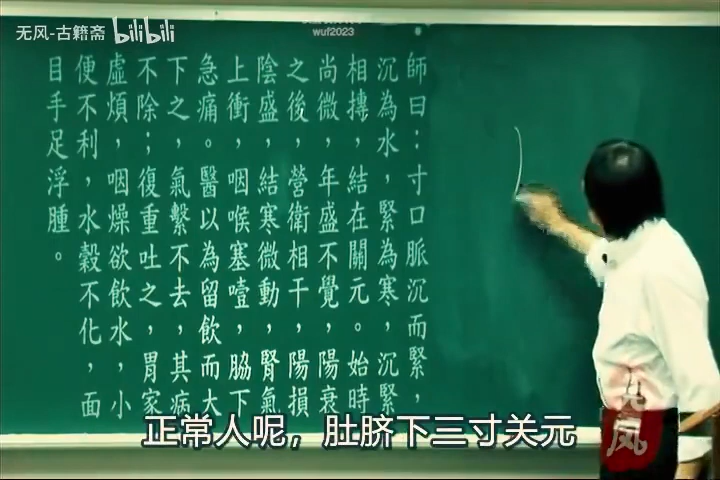 无风-古籍斋 bilibili
wuf2023
師曰：寸口脈沉而緊，
沉為水，緊為寒，沉緊
相摶，結在關元。始時
尚微，年盛不覺，陽衰
之後，營衛相干，陽損
陰盛，結寒微動，腎氣
上衝，咽喉塞噎，脇下
急痛。醫以為留飲而大
下之，氣繫不去，其病
不除；復重吐之，胃家
虛煩，咽燥欲飲水，小
便不利，水穀不化，面
目手足浮腫。
无风
正常人呢，肚脐下三寸关元